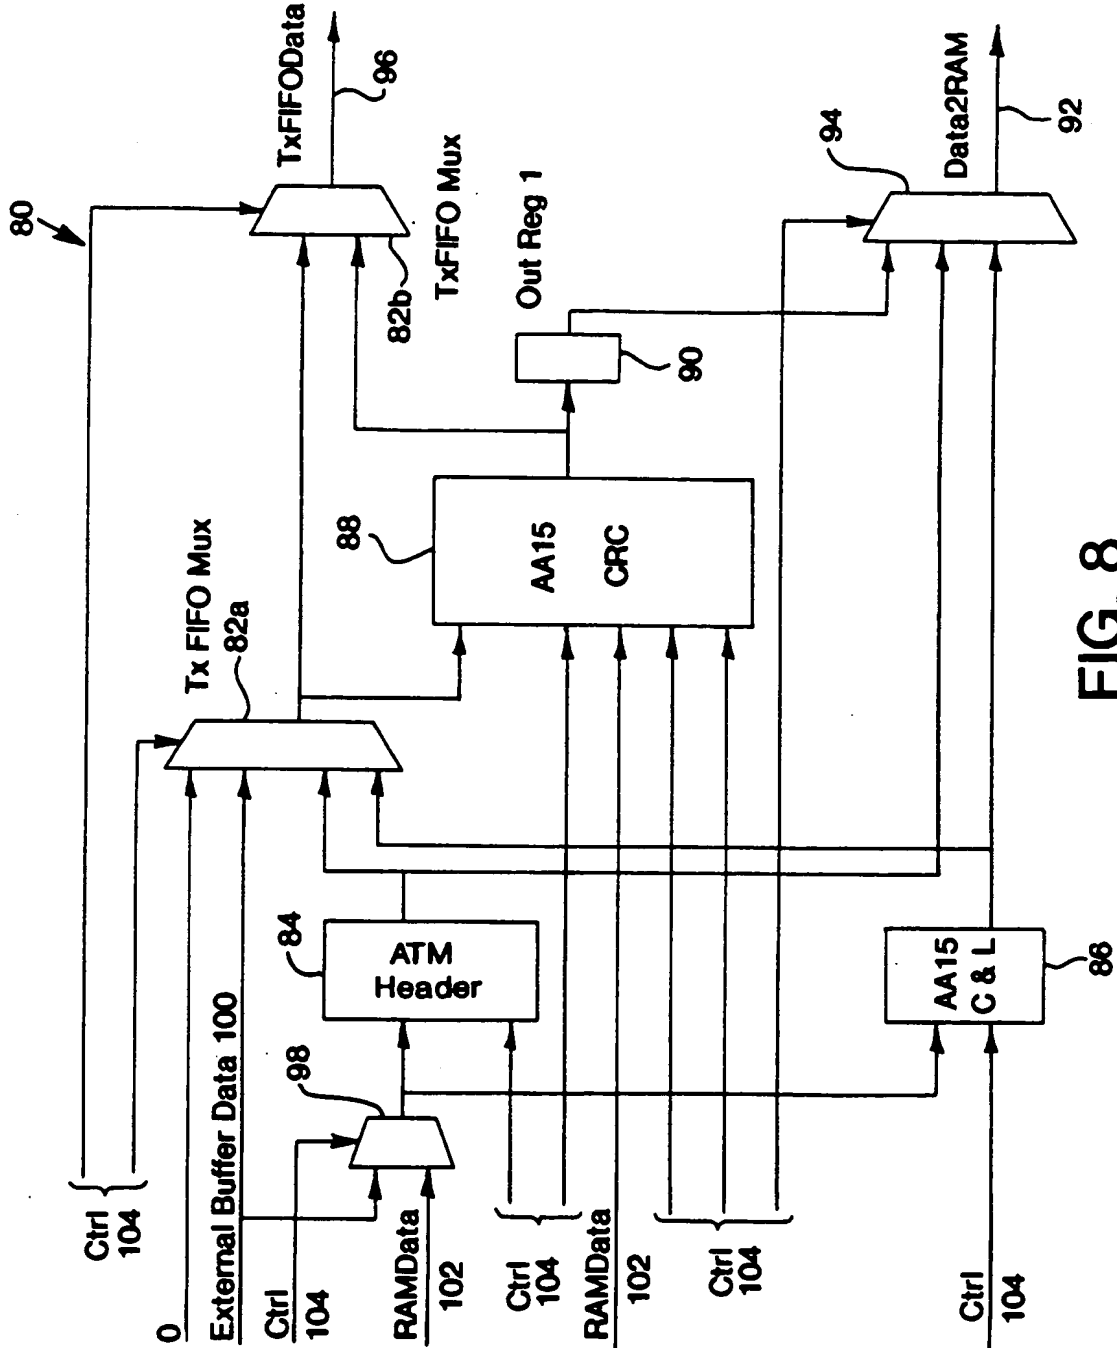 80
TxFIFOData
96
82b
TxFIFO Mux
Tx FIFO Mux
82a
88
AA15
CRC
Out Reg 1
90
94
Data2RAM
92
84
ATM
Header
98
AA15
C & L
86
Ctrl
104
0
External Buffer Data 100
Ctrl
104
RAMData
102
Ctrl
104
RAMData
102
Ctrl
104
Ctrl
104
FIG. 8